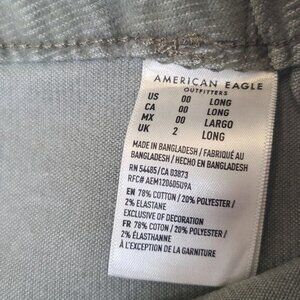 AMERICAN EAGLE
OUTFITTERS
US 00 LONG
CA 00 LONG
MX 00 LARGO
UK 2 LONG
MADE IN BANGLADESH / FABRIQUÉ AU
BANGLADESH / HECHO EN BANGLADESH
RN 54485/CA 03873
RFC# AEM1206D5U9A
EN 78% COTTON / 20% POLYESTER /
2% ELASTANE
EXCLUSIVE OF DECORATION
FR 78% COTON / 20% POLYESTER /
2% ÉLASTHANNE
À L'EXCEPTION DE LA GARNITURE